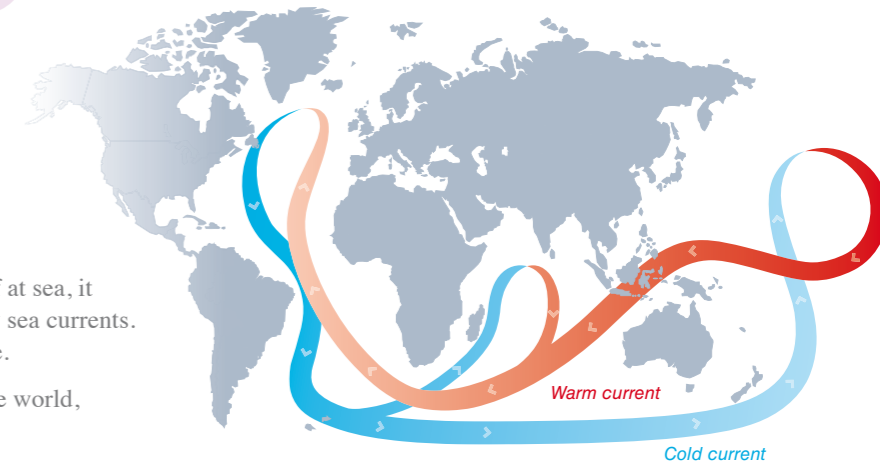 at sea, it
sea currents.
e world,
Warm current
Cold current